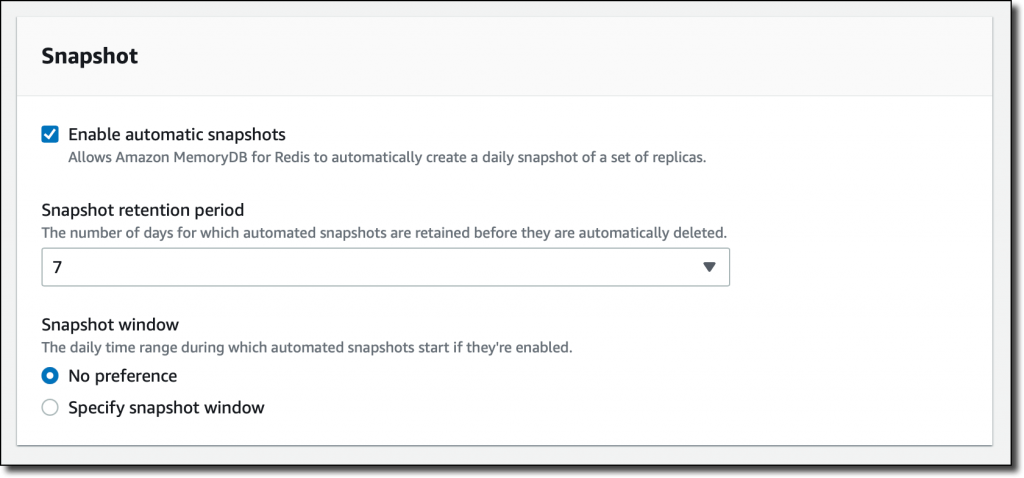 Snapshot
Enable automatic snapshots
Allows Amazon MemoryDB for Redis to automatically create a daily snapshot of a set of replicas.
Snapshot retention period
The number of days for which automated snapshots are retained before they are automatically deleted.
7
Snapshot window
The daily time range during which automated snapshots start if they're enabled.
No preference
Specify snapshot window